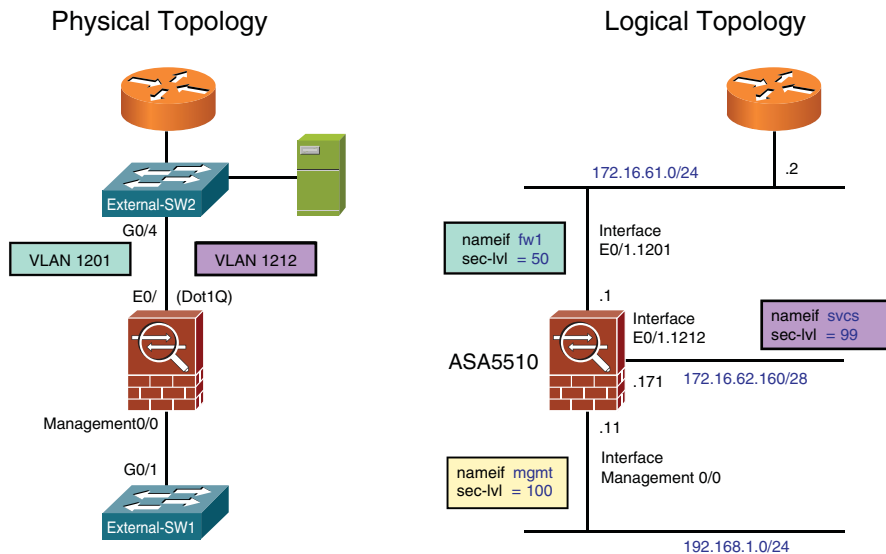 Physical Topology
External-SW2
G0/4
VLAN 1201
VLAN 1212
E0/
(Dot1Q)
Management0/0
G0/1
External-SW1
Logical Topology
172.16.61.0/24
.2
nameif fw1
sec-lvl = 50
Interface
E0/1.1201
.1
Interface
E0/1.1212
nameif svcs
sec-lvl = 99
ASA5510
.171
172.16.62.160/28
.11
nameif mgmt
sec-lvl = 100
Interface
Management 0/0
192.168.1.0/24